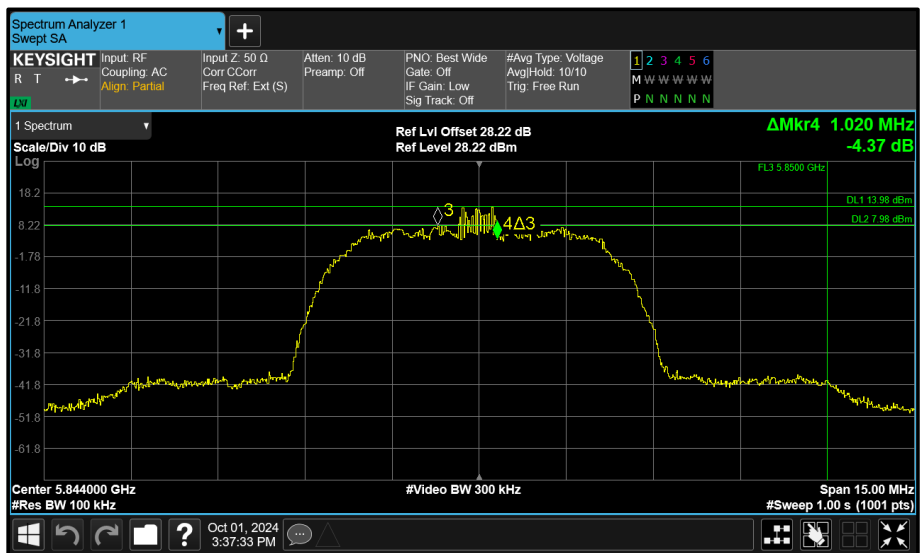 Spectrum Analyzer 1
Swept SA
+
KEYSIGHT
R T
LXI
Input: RF
Coupling: AC
Align: Partial
Input Z: 50 Ω
Corr CCorr
Freq Ref: Ext (S)
Atten: 10 dB
Preamp: Off
PNO: Best Wide
Gate: Off
IF Gain: Low
Sig Track: Off
#Avg Type: Voltage
Avg|Hold: 10/10
Trig: Free Run
1 2 3 4 5 6
M W W W W W
P N N N N N
1 Spectrum
Scale/Div 10 dB
Ref Lvl Offset 28.22 dB
Ref Level 28.22 dBm
ΔMkr4 1.020 MHz
-4.37 dB
Log
FL3 5.8500 GHz
18.2
DL1 13.98 dBm
3
DL2 7.98 dBm
8.22
4Δ3
-1.78
-11.8
-21.8
-31.8
-41.8
-51.8
-61.8
Center 5.844000 GHz
#Res BW 100 kHz
#Video BW 300 kHz
Span 15.00 MHz
#Sweep 1.00 s (1001 pts)
?
Oct 01, 2024
3:37:33 PM